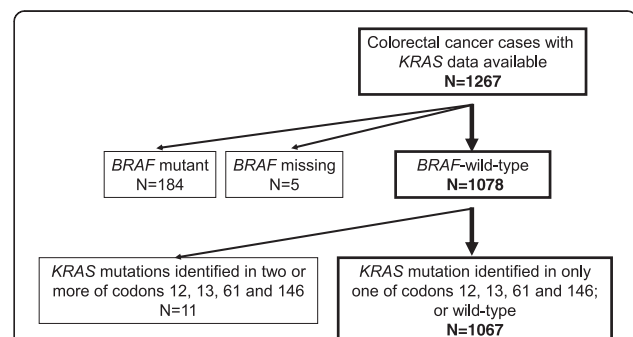 Colorectal cancer cases with
KRAS data available
N=1267
BRAF mutant
N=184
BRAF missing
N=5
BRAF-wild-type
N=1078
KRAS mutations identified in two or
more of codons 12, 13, 61 and 146
N=11
KRAS mutation identified in only
one of codons 12, 13, 61 and 146;
or wild-type
N=1067